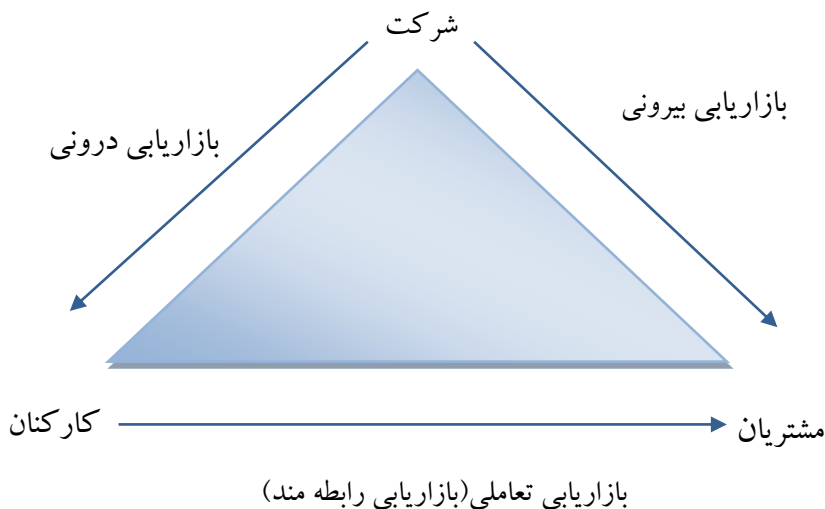 شرکت
بازاریابی بیرونی
بازاریابی درونی
کارکنان
مشتریان
بازاریابی تعاملی(بازاریابی رابطه مند)